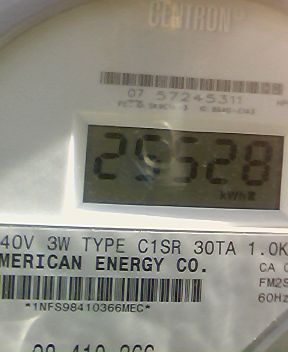 CENTRON
07 57245311
29528
kWh
40V 3W TYPE C1SR 30TA 1.0K
MERICAN ENERGY CO.
CA
FM2S
60Hz
*1NFS98410366MEC*